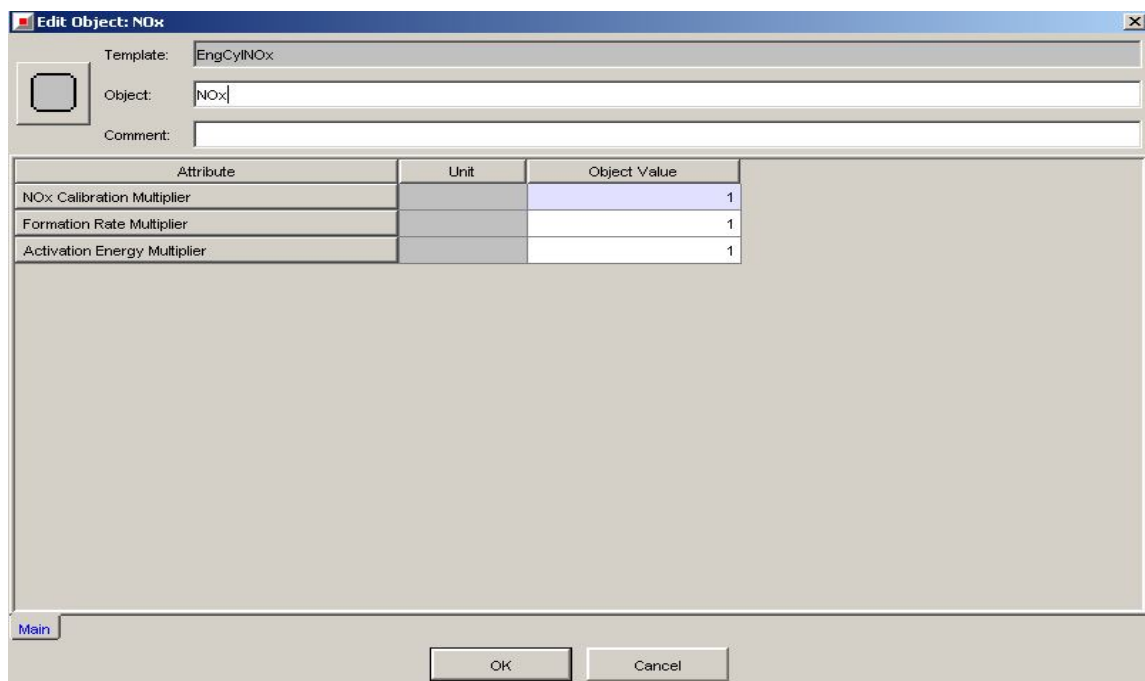 Edit Object: NOx
Template: EngCylNOx
Object: NOx
Comment:
Attribute Unit Object Value
NOx Calibration Multiplier 1
Formation Rate Multiplier 1
Activation Energy Multiplier 1
Main
OK Cancel